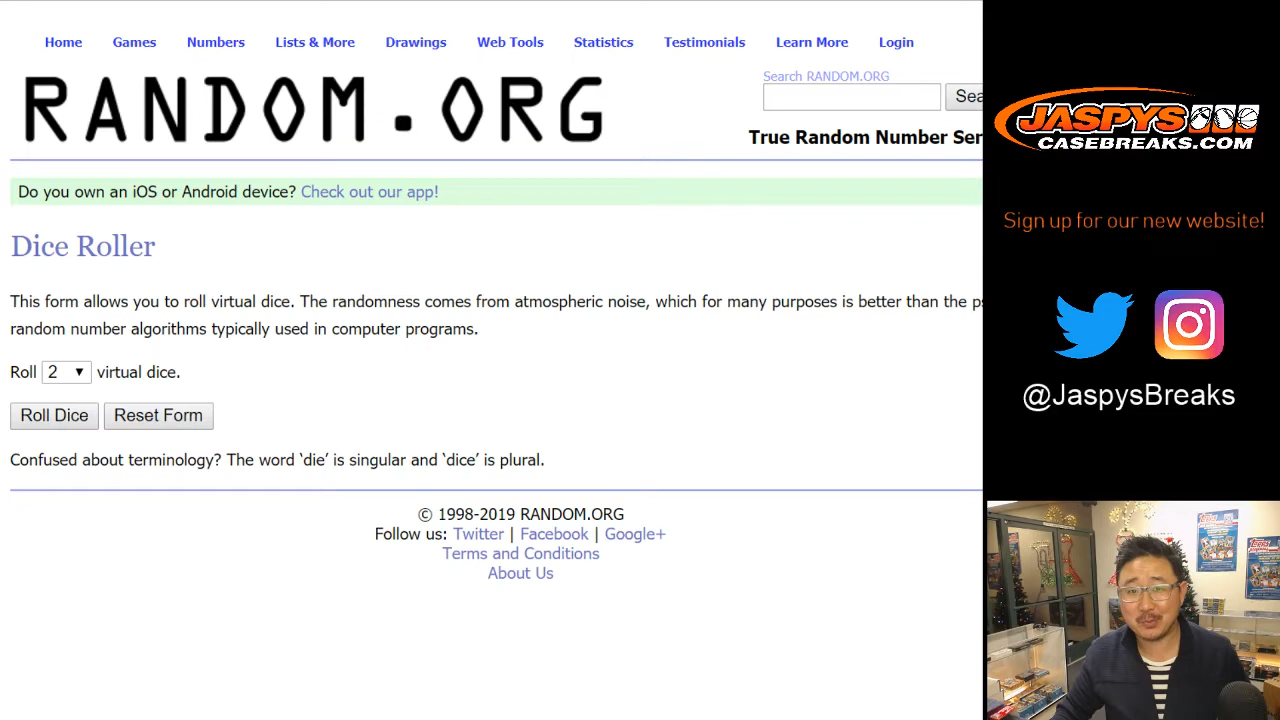 Home Games Numbers Lists & More Drawings Web Tools Statistics Testimonials Learn More Login
RANDOM.ORG
Search RANDOM.ORG
True Random Number Ser
Do you own an iOS or Android device? Check out our app!
Dice Roller
This form allows you to roll virtual dice. The randomness comes from atmospheric noise, which for many purposes is better than the ps
random number algorithms typically used in computer programs.
Roll 2 virtual dice.
Roll Dice Reset Form
Confused about terminology? The word ‘die’ is singular and ‘dice’ is plural.
© 1998-2019 RANDOM.ORG
Follow us: Twitter | Facebook | Google+
Terms and Conditions
About Us
JASPYS
CASEBREAKS.COM
Sign up for our new website!
@JaspysBreaks